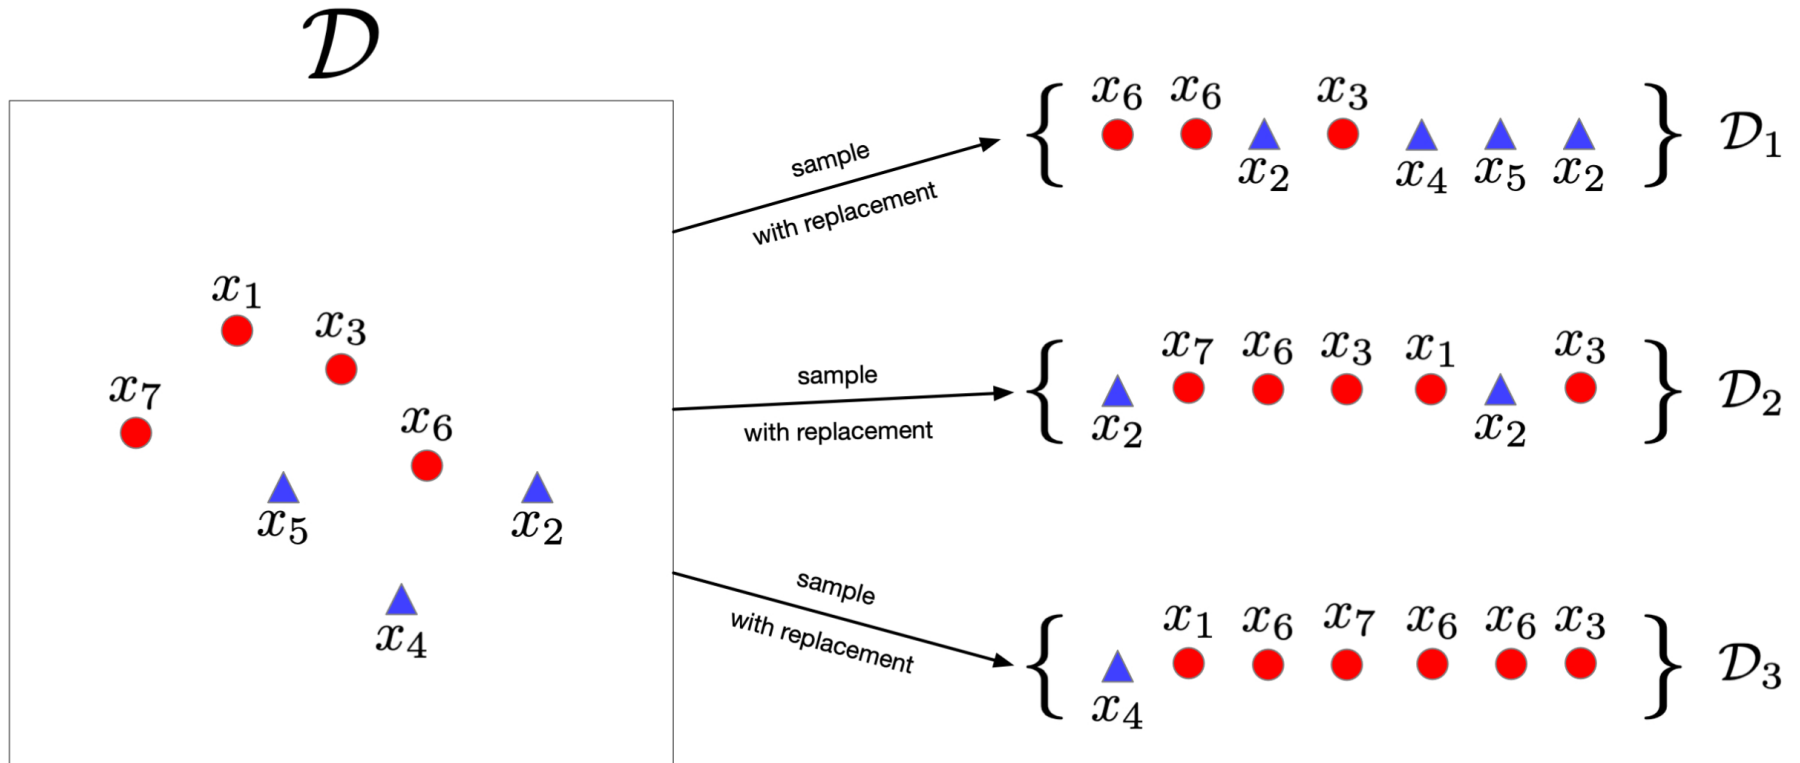 𝒟
x₁
x₃
x₇
x₆
x₅ x₂
x₄
sample
with replacement
{ x₆ x₆ x₂ x₃ x₄ x₅ x₂ } 𝒟₁
sample
with replacement
{ x₂ x₇ x₆ x₃ x₁ x₂ x₃ } 𝒟₂
sample
with replacement
{ x₄ x₁ x₆ x₇ x₆ x₆ x₃ } 𝒟₃